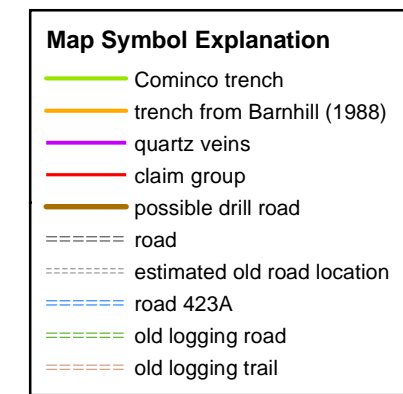 Map Symbol Explanation
Cominco trench
trench from Barnhill (1988)
quartz veins
claim group
possible drill road
road
estimated old road location
road 423A
old logging road
old logging trail